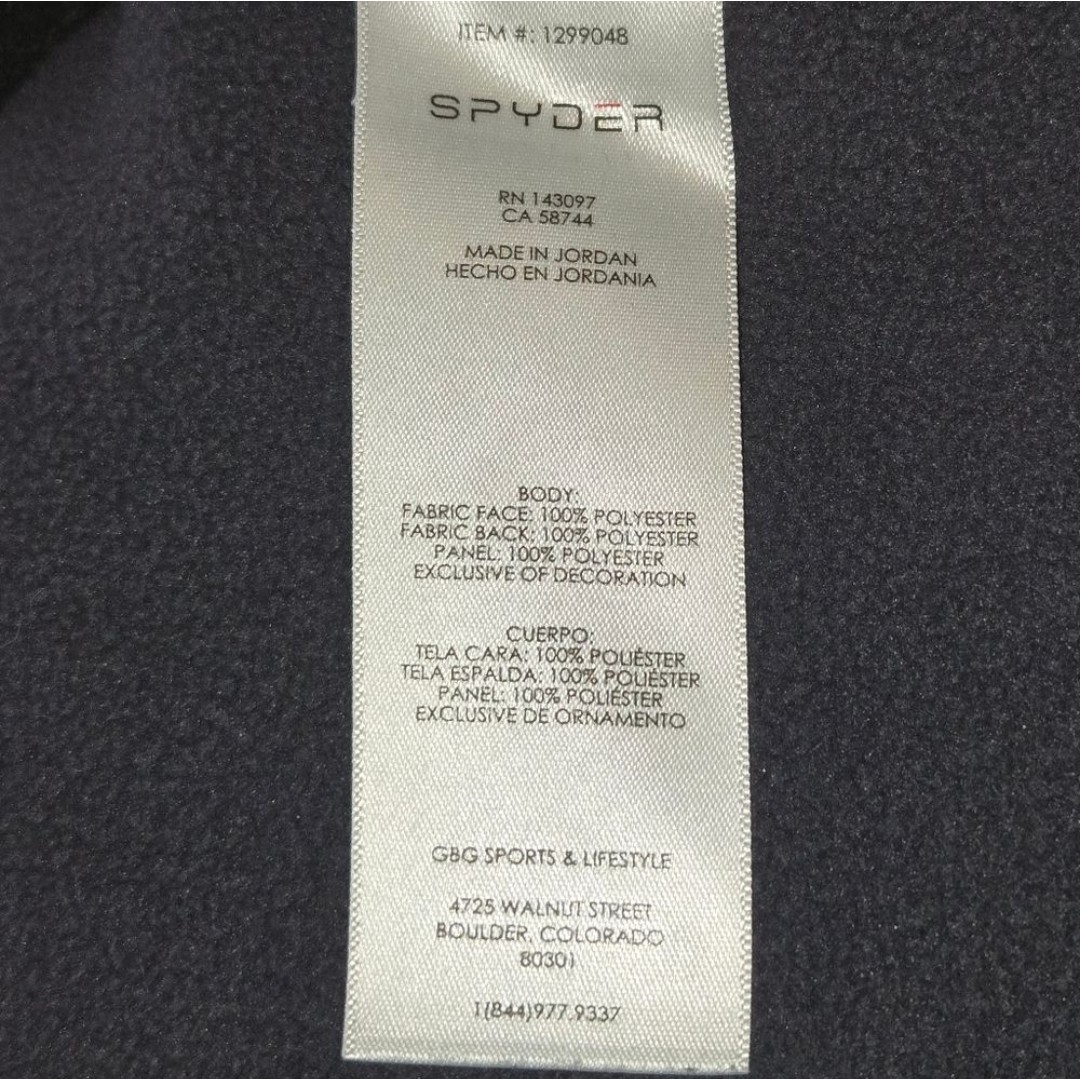 ITEM #: 1299048
SPYDER
RN 143097
CA 58744
MADE IN JORDAN
HECHO EN JORDANIA
BODY:
FABRIC FACE: 100% POLYESTER
FABRIC BACK: 100% POLYESTER
PANEL: 100% POLYESTER
EXCLUSIVE OF DECORATION
CUERPO:
TELA CARA: 100% POLIÉSTER
TELA ESPALDA: 100% POLIÉSTER
PANEL: 100% POLIÉSTER
EXCLUSIVE DE ORNAMENTO
GBG SPORTS & LIFESTYLE
4725 WALNUT STREET
BOULDER, COLORADO
80301
1(844)977.9337